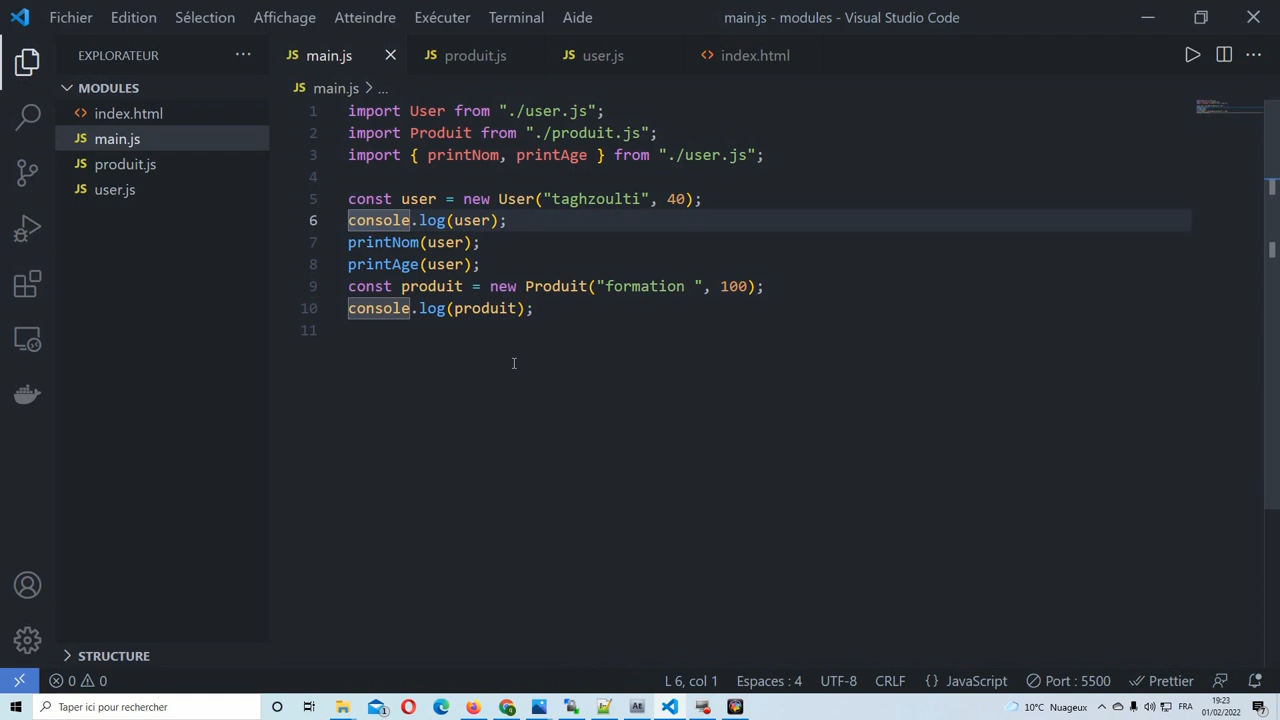 Fichier Edition Sélection Affichage Atteindre Exécuter Terminal Aide main.js - modules - Visual Studio Code
EXPLORATEUR
MODULES
index.html
JS main.js
JS produit.js
JS user.js
STRUCTURE
JS main.js JS produit.js JS user.js index.html
JS main.js > ...
1 import User from "./user.js";
2 import Produit from "./produit.js";
3 import { printNom, printAge } from "./user.js";
4
5 const user = new User("taghzoulti", 40);
6 console.log(user);
7 printNom(user);
8 printAge(user);
9 const produit = new Produit("formation ", 100);
10 console.log(produit);
11
0 0 L 6, col 1 Espaces : 4 UTF-8 CRLF {} JavaScript Port : 5500 Prettier
Taper ici pour rechercher 1 Ae 10°C Nuageux FRA 19:23 01/02/2022 7